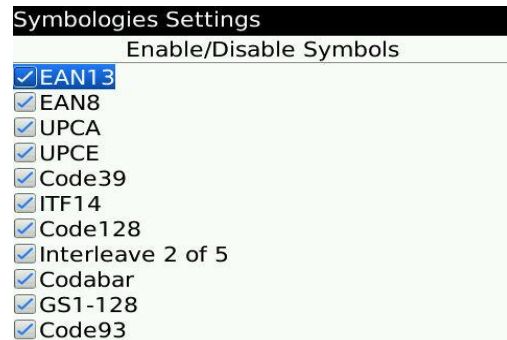 Symbologies Settings
Enable/Disable Symbols
EAN13
EAN8
UPCA
UPCE
Code39
ITF14
Code128
Interleave 2 of 5
Codabar
GS1-128
Code93